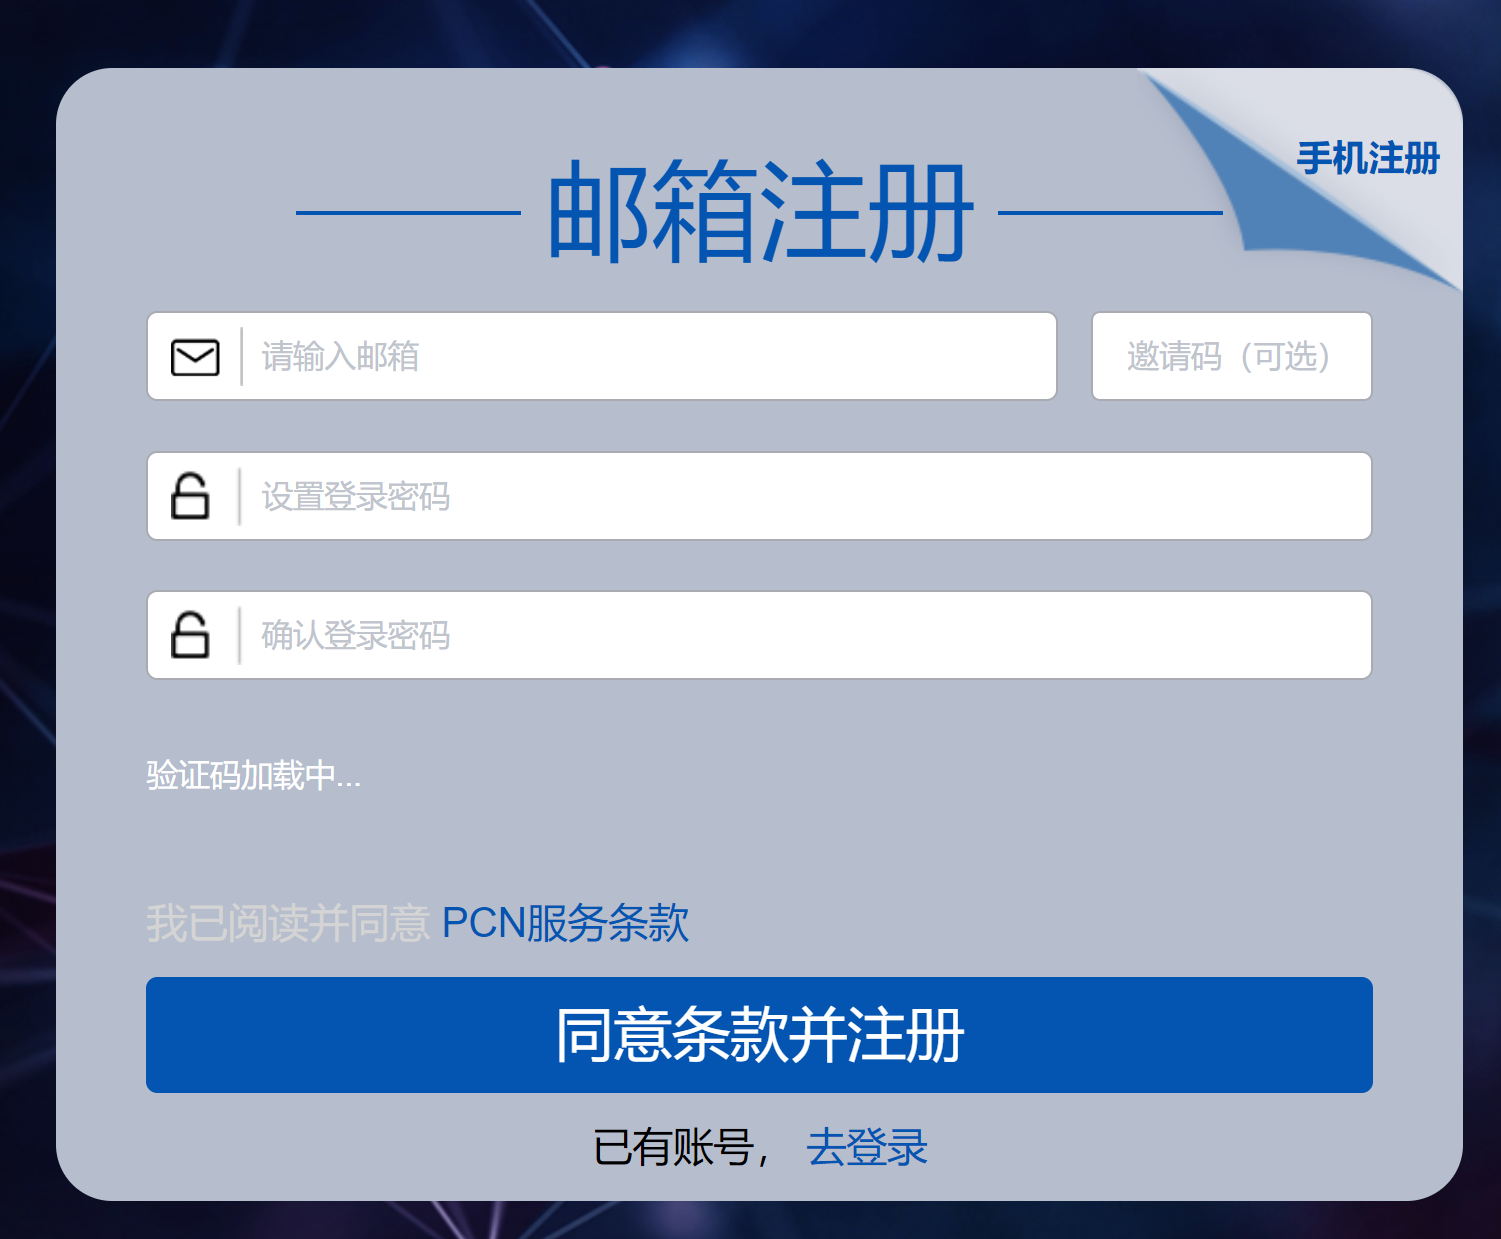 手机注册
邮箱注册
请输入邮箱
邀请码（可选）
设置登录密码
确认登录密码
验证码加载中...
我已阅读并同意 PCN服务条款
同意条款并注册
已有账号， 去登录